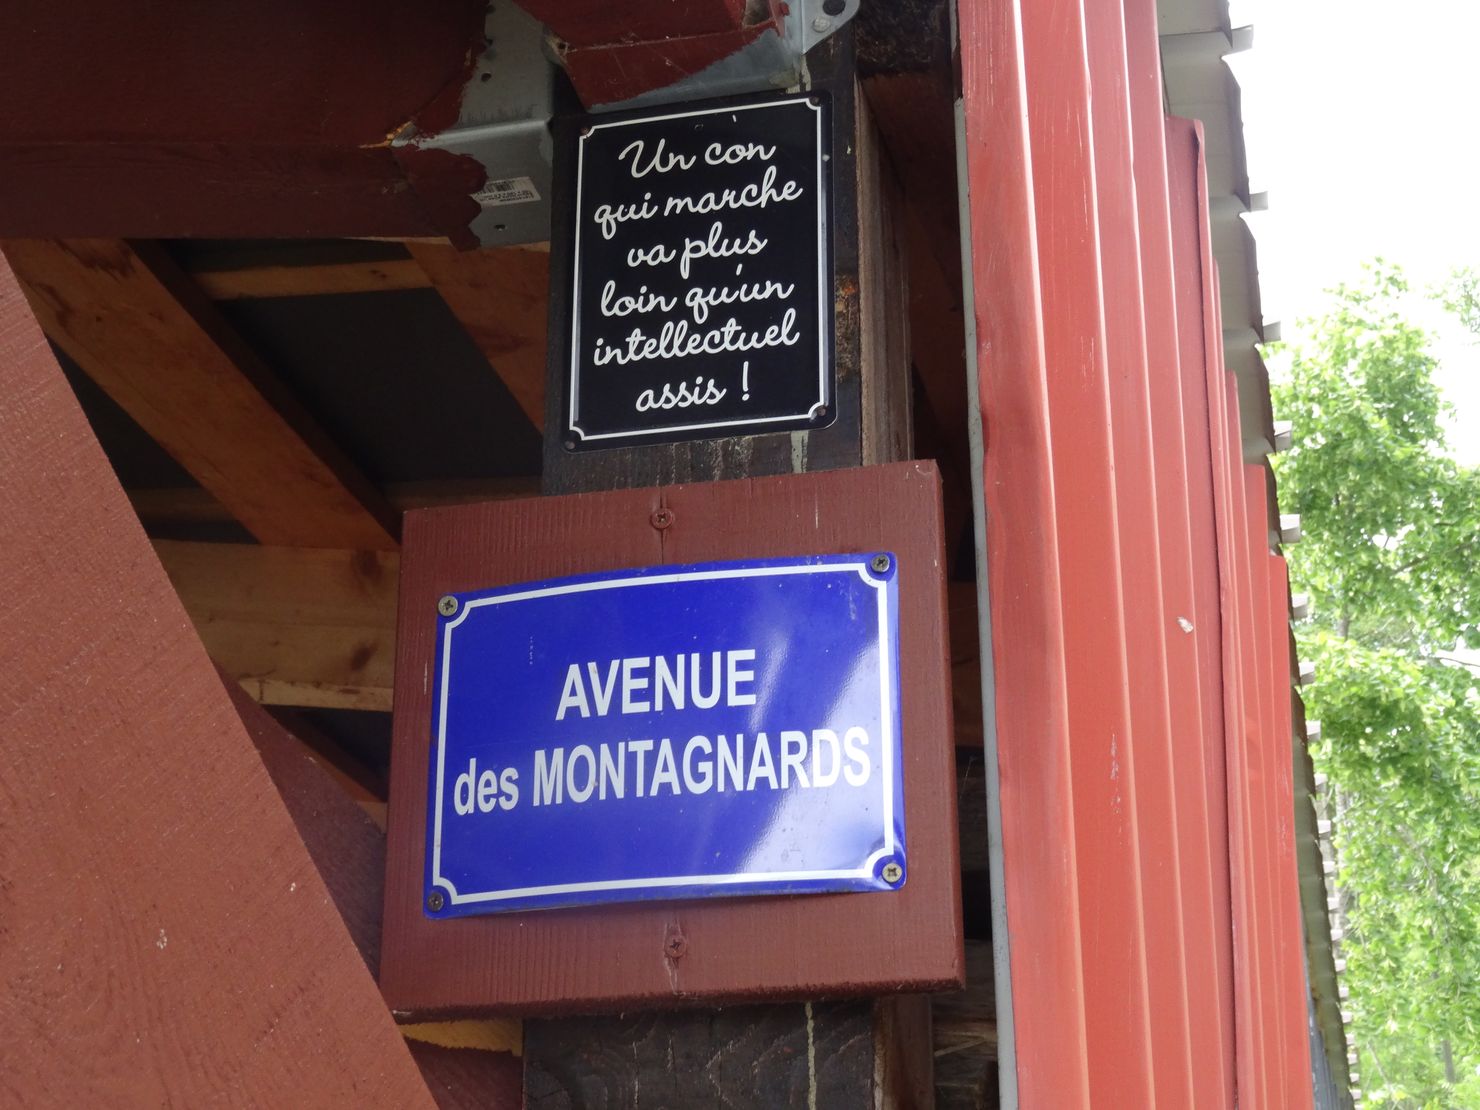 Un con
qui marche
va plus
loin qu'un
intellectuel
assis !
AVENUE
des MONTAGNARDS